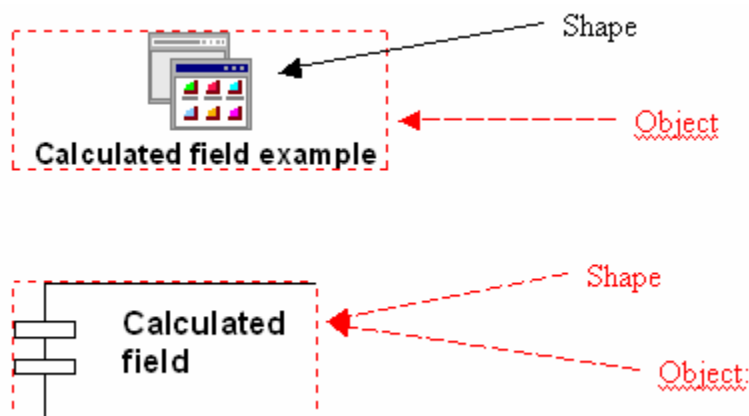 Shape
Object
Calculated field example
Shape
Calculated
field
Object: